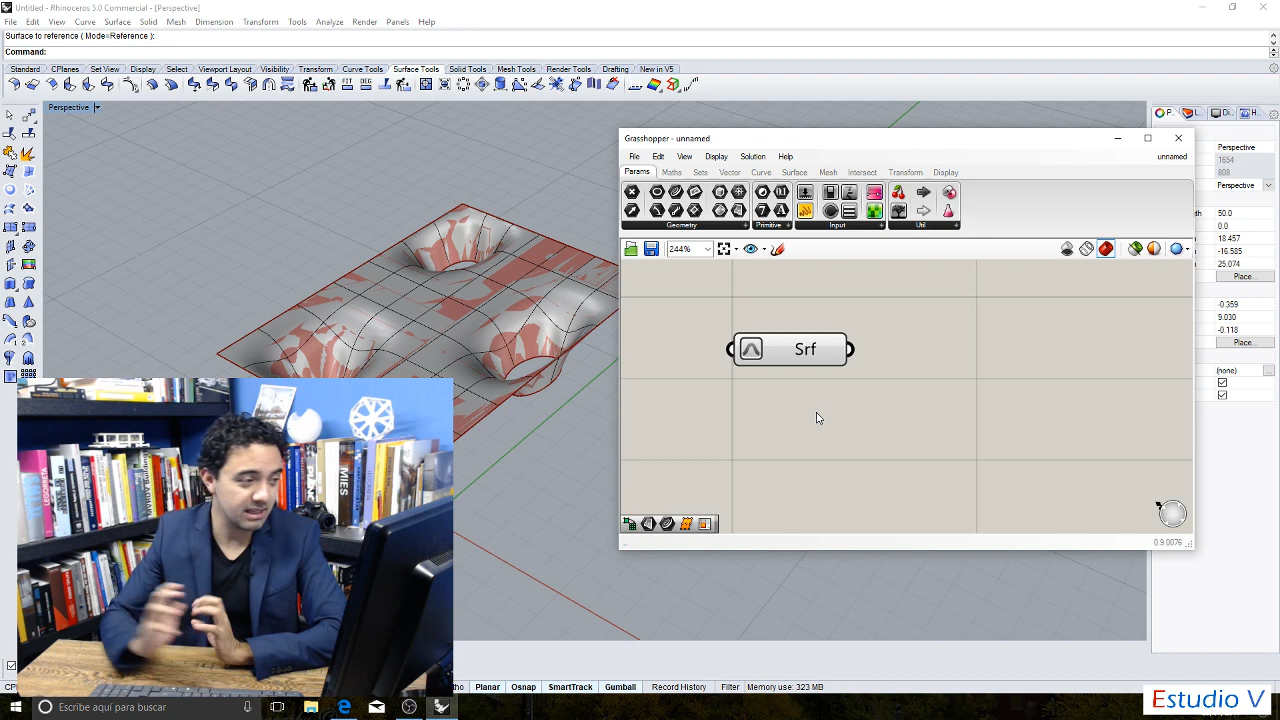 Untitled - Rhinoceros 5.0 Commercial - [Perspective]
File Edit View Curve Surface Solid Mesh Dimension Transform Tools Analyze Render Panels Help
Surface to reference ( Mode=Reference ):
Command:
Standard CPlanes Set View Display Select Viewport Layout Visibility Transform Curve Tools Surface Tools Solid Tools Mesh Tools Render Tools Drafting New in V5
Perspective
Grasshopper - unnamed
File Edit View Display Solution Help
unnamed
Params Maths Sets Vector Curve Surface Mesh Intersect Transform Display
Geometry Primitive Input Util
244%
Srf
0.9.0076
Perspective
1654
808
Perspective
50.0
0.0
18.457
-16.585
25.074
Place...
-0.359
9.030
-0.118
Place...
(none)
MIES
Planar Osnap SmartTrack Gumball Record History Filter Memory use: 323 MB
Escribe aquí para buscar
Estudio V